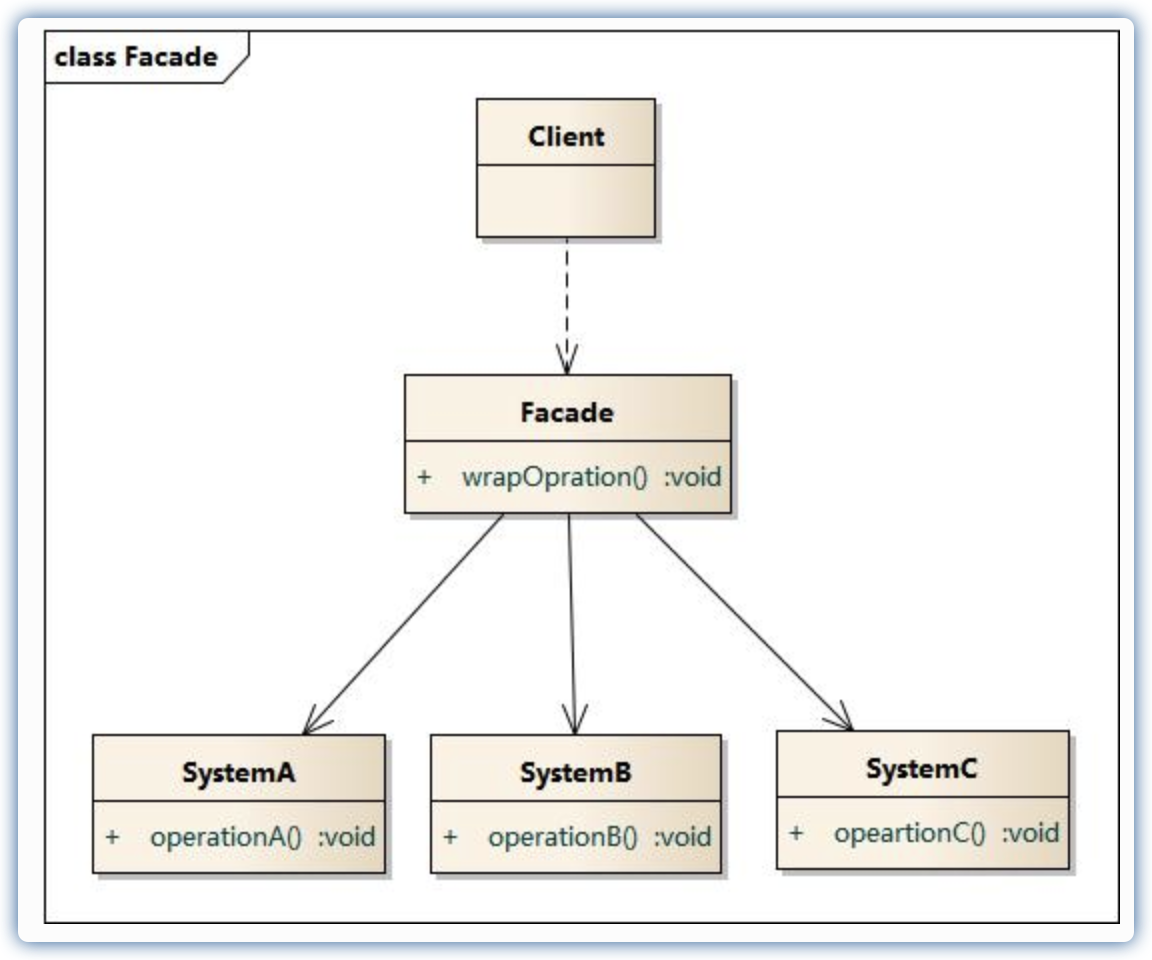 class Facade
Client
Facade
+ wrapOpration() :void
SystemA
+ operationA() :void
SystemB
+ operationB() :void
SystemC
+ opeartionC() :void